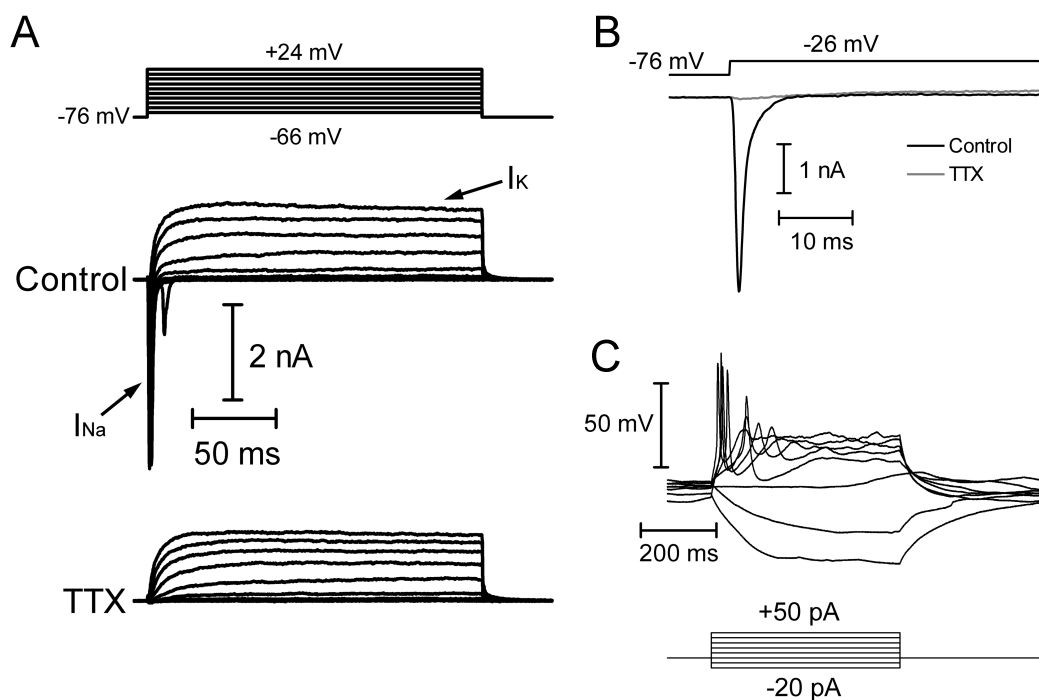 A
+24 mV
-76 mV
-66 mV
IK
Control
2 nA
INa
50 ms
TTX
B
-26 mV
-76 mV
Control
TTX
1 nA
10 ms
C
50 mV
200 ms
+50 pA
-20 pA